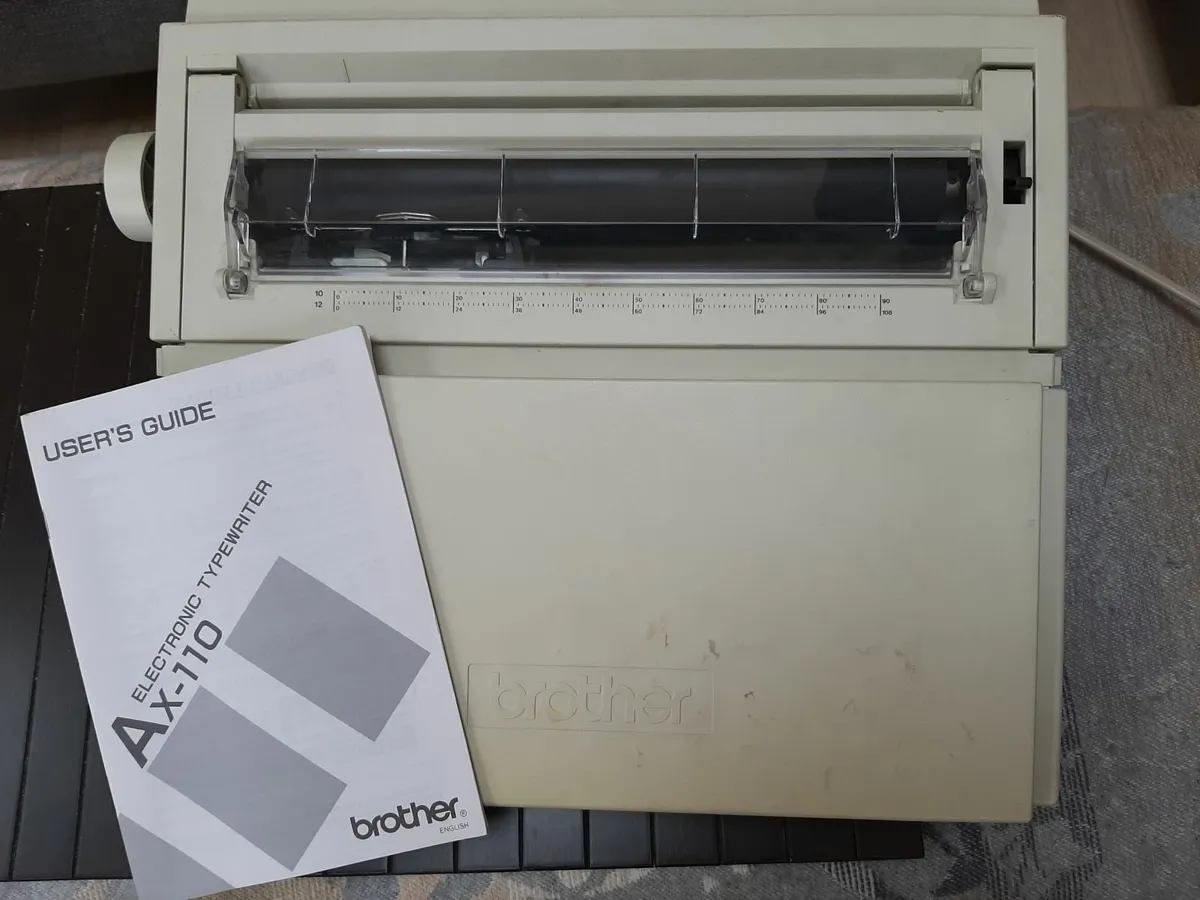 10 0 10 20 30 40 50 60 70 80 90
12 0 12 24 36 48 60 72 84 96 108
USER'S GUIDE
ELECTRONIC TYPEWRITER
AX-110
brother
brother®
ENGLISH